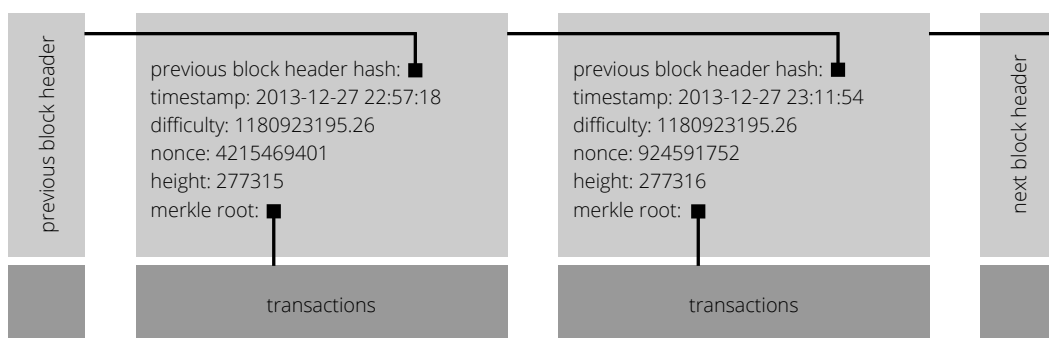 previous block header
previous block header hash:
timestamp: 2013-12-27 22:57:18
difficulty: 1180923195.26
nonce: 4215469401
height: 277315
merkle root:
transactions
previous block header hash:
timestamp: 2013-12-27 23:11:54
difficulty: 1180923195.26
nonce: 924591752
height: 277316
merkle root:
transactions
next block header